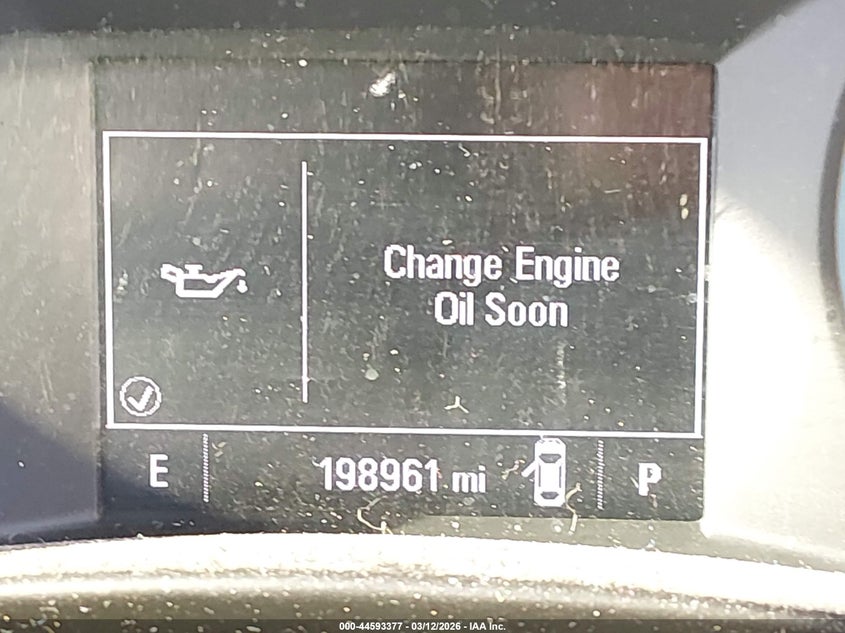 Change Engine
Oil Soon
E 198961 mi P
000-44593377 - 03/12/2026 - IAA Inc.